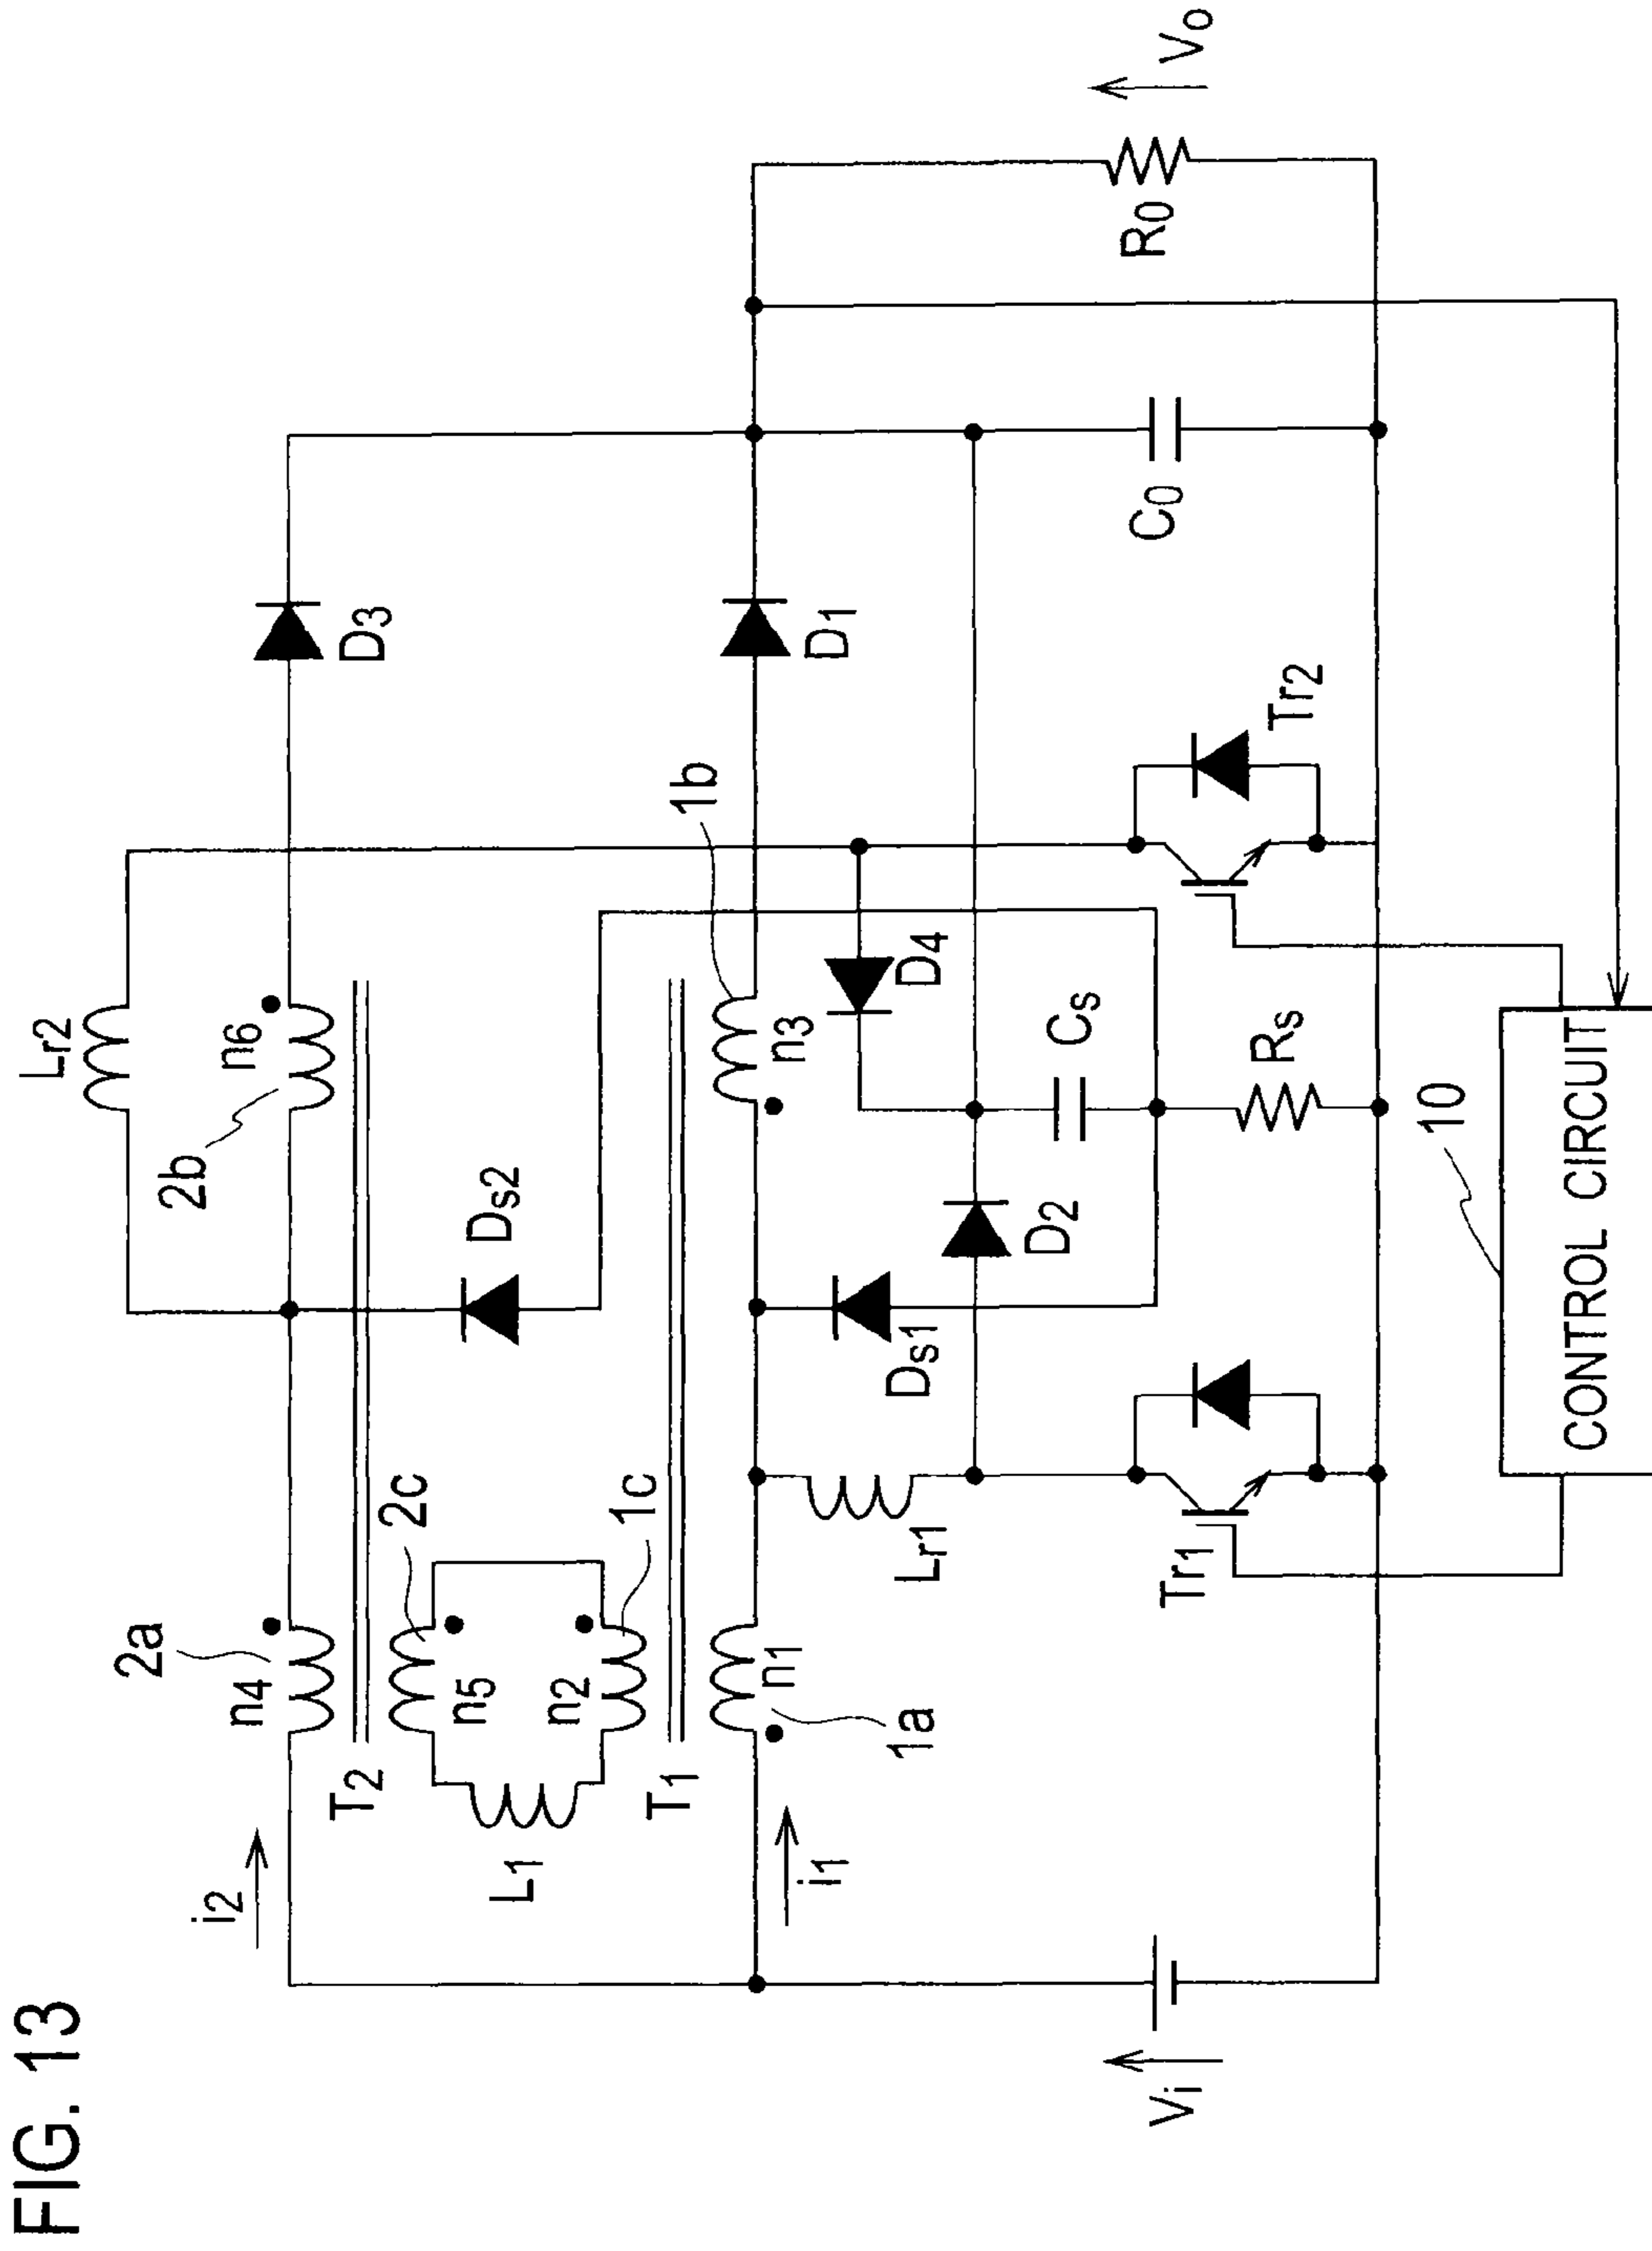 FIG. 13
Lr2
n6
2b
D3
i2
2a
n4
T2
2c
n5
Ds2
L1
n2
1c
T1
1b
n3
D1
i1
1a
n1
Lr1
Ds1
D2
D4
Cs
Rs
Tr1
Tr2
C0
R0
Vi
Vo
10
CONTROL CIRCUIT